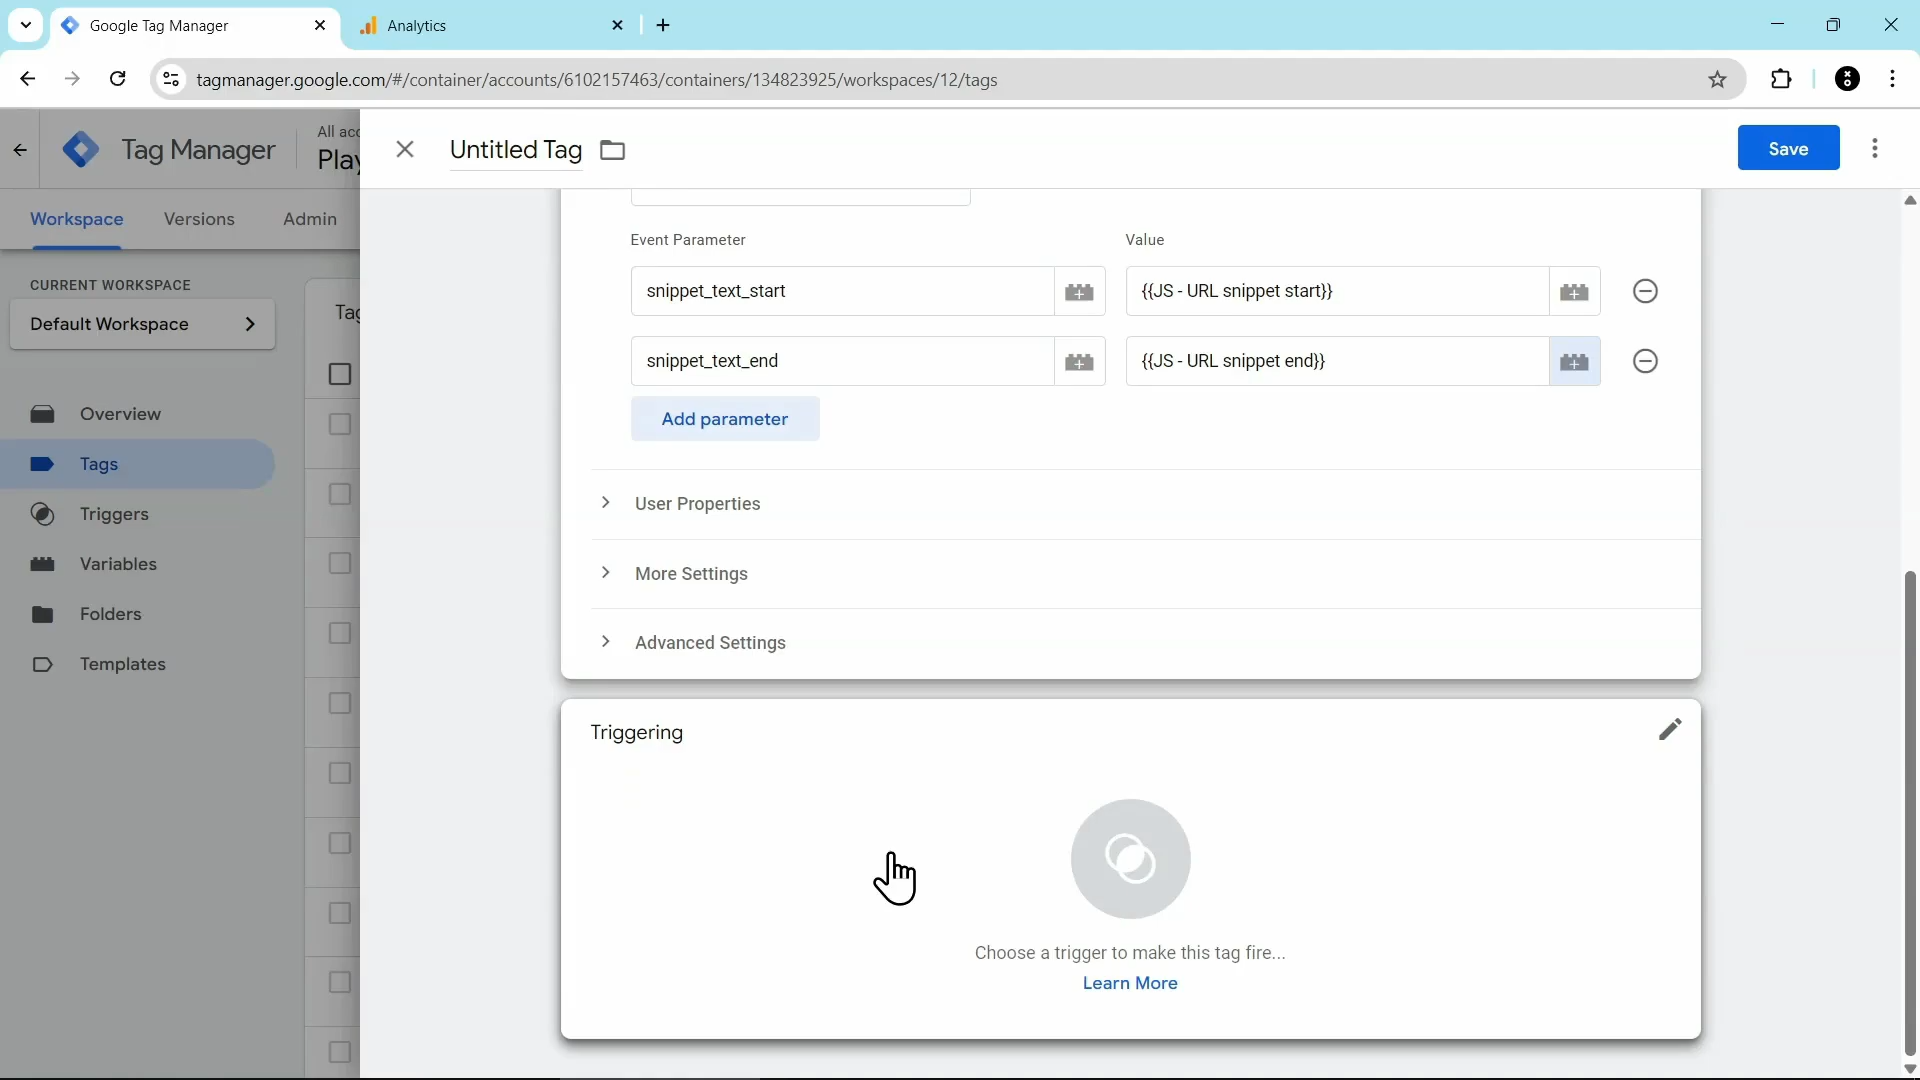 Google Tag Manager
Analytics
tagmanager.google.com/#/container/accounts/6102157463/containers/134823925/workspaces/12/tags
Tag Manager
All acc
Play
Untitled Tag
Save
Workspace
Versions
Admin
CURRENT WORKSPACE
Default Workspace
Tag
Overview
Tags
Triggers
Variables
Folders
Templates
Event Parameter
Value
snippet_text_start
{{JS - URL snippet start}}
snippet_text_end
{{JS - URL snippet end}}
Add parameter
User Properties
More Settings
Advanced Settings
Triggering
Choose a trigger to make this tag fire...
Learn More